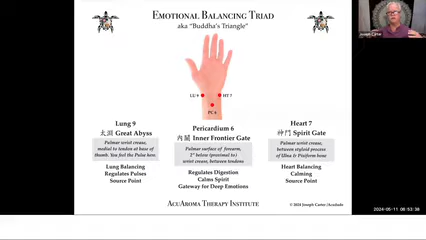 EMOTIONAL BALANCING TRIAD
aka "Buddha's Triangle"
LU 9
HT 7
PC 6
Lung 9
太淵 Great Abyss
Palmar wrist crease,
medial to tendon at base of
thumb. You feel the Pulse here.
Lung Balancing
Regulates Pulses
Source Point
Pericardium 6
內關 Inner Frontier Gate
Palmar surface of forearm,
2" below (proximal) to
wrist crease, between tendons
Regulates Digestion
Calms Spirit
Gateway for Deep Emotions
Heart 7
神門 Spirit Gate
Palmar wrist crease,
between styloid process
of Ulna & Pisiform bone
Heart Balancing
Calming
Source Point
ACUAROMA THERAPY INSTITUTE
Joseph Carter
2024-05-11 08:53:38